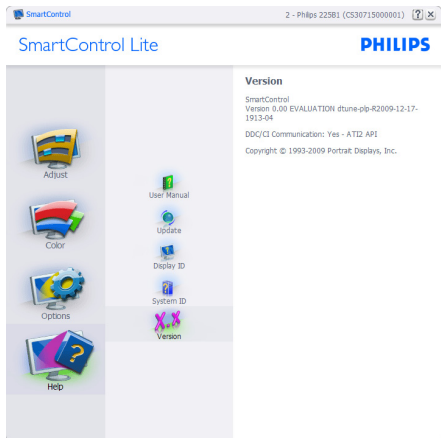 SmartControl
2 - Philips 225B1 (CS30715000001)
SmartControl Lite
PHILIPS
Adjust
Color
Options
Help
User Manual
Update
Display ID
System ID
X.X
Version
Version
SmartControl
Version 0.00 EVALUATION dtune-plp-R2009-12-17-
1913-04
DDC/CI Communication: Yes - ATI2 API
Copyright © 1993-2009 Portrait Displays, Inc.